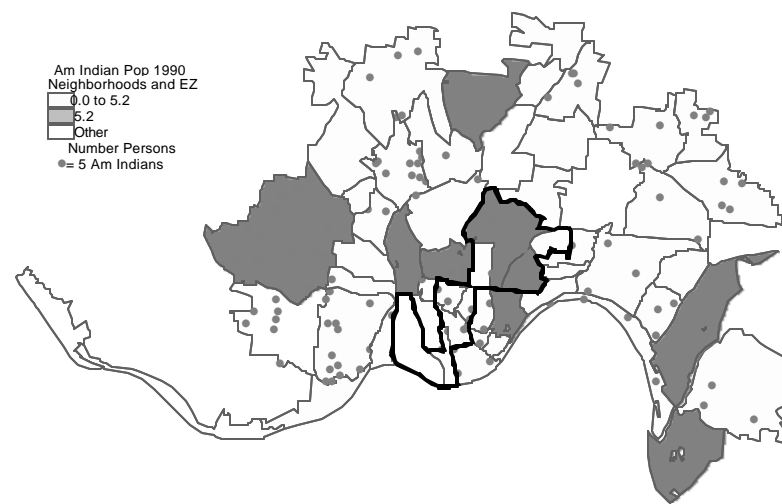 Am Indian Pop 1990
Neighborhoods and EZ
0.0 to 5.2
5.2
Other
Number Persons
= 5 Am Indians